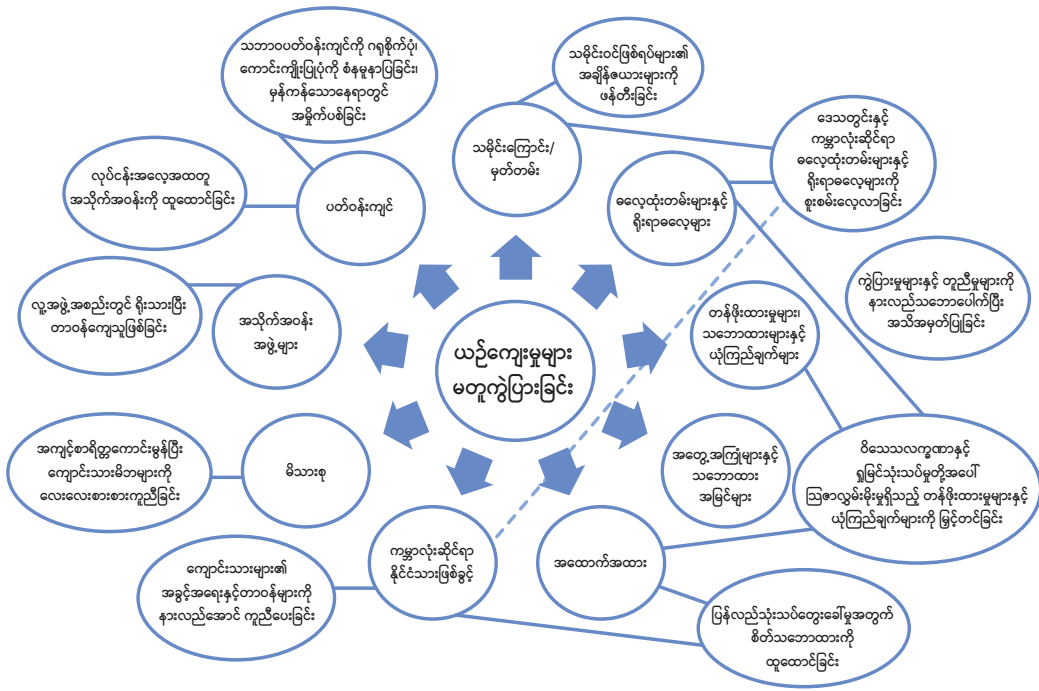 သဘာဝပတ်ဝန်းကျင်ကို ဂရုစိုက်ပုံ၊
ကောင်းကျိုးပြုပုံကို စံနမူနာပြခြင်း၊
မှန်ကန်သောနေရာတွင်
အမှိုက်ပစ်ခြင်း
သမိုင်းဝင်ဖြစ်ရပ်များ၏
အချိန်ဇယားများကို
ဖန်တီးခြင်း
ဒေသတွင်းနှင့်
ကမ္ဘာလုံးဆိုင်ရာ
ဓလေ့ထုံးတမ်းများနှင့်
ရိုးရာဓလေ့များကို
စူးစမ်းလေ့လာခြင်း
သမိုင်းကြောင်း/
မှတ်တမ်း
လုပ်ငန်းအလေ့အထတူ
အသိုက်အဝန်းကို ထူထောင်ခြင်း
ပတ်ဝန်းကျင်
ဓလေ့ထုံးတမ်းများနှင့်
ရိုးရာဓလေ့များ
လူ့အဖွဲ့အစည်းတွင် ရိုးသားပြီး
တာဝန်ကျေသူဖြစ်ခြင်း
အသိုက်အဝန်း
အဖွဲ့များ
ယဉ်ကျေးမှုများ
မတူကွဲပြားခြင်း
တန်ဖိုးထားမှုများ၊
သဘောထားများနှင့်
ယုံကြည်ချက်များ
ကွဲပြားမှုများနှင့် တူညီမှုများကို
နားလည်သဘောပေါက်ပြီး
အသိအမှတ်ပြုခြင်း
အကျင့်စာရိတ္တကောင်းမွန်ပြီး
ကျောင်းသားမိဘများကို
လေးလေးစားစားကူညီခြင်း
မိသားစု
အတွေ့အကြုံများနှင့်
သဘောထား
အမြင်များ
ဝိသေသလက္ခဏာနှင့်
ရှုမြင်သုံးသပ်မှုတို့အပေါ်
ဩဇာလွှမ်းမိုးမှုရှိသည့် တန်ဖိုးထားမှုများနှင့်
ယုံကြည်ချက်များကို မြှင့်တင်ခြင်း
ကျောင်းသားများ၏
အခွင့်အရေးနှင့်တာဝန်များကို
နားလည်အောင် ကူညီပေးခြင်း
ကမ္ဘာလုံးဆိုင်ရာ
နိုင်ငံသားဖြစ်ခွင့်
အထောက်အထား
ပြန်လည်သုံးသပ်တွေးခေါ်မှုအတွက်
စိတ်သဘောထားကို
ထူထောင်ခြင်း